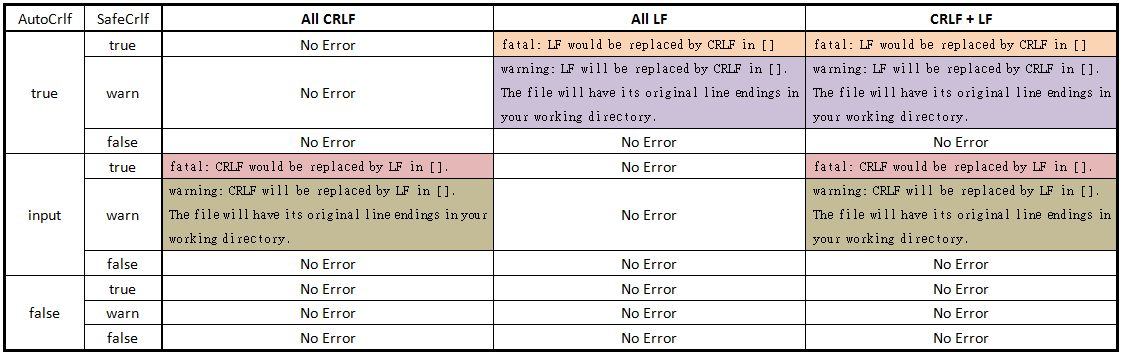 AutoCrlf SafeCrlf All CRLF All LF CRLF + LF
true No Error fatal: LF would be replaced by CRLF in [] fatal: LF would be replaced by CRLF in []
true warn No Error warning: LF will be replaced by CRLF in []. The file will have its original line endings in your working directory. warning: LF will be replaced by CRLF in []. The file will have its original line endings in your working directory.
false No Error No Error No Error
true fatal: CRLF would be replaced by LF in []. No Error fatal: CRLF would be replaced by LF in [].
input warn warning: CRLF will be replaced by LF in []. The file will have its original line endings in your working directory. No Error warning: CRLF will be replaced by LF in []. The file will have its original line endings in your working directory.
false No Error No Error No Error
true No Error No Error No Error
false warn No Error No Error No Error
false No Error No Error No Error